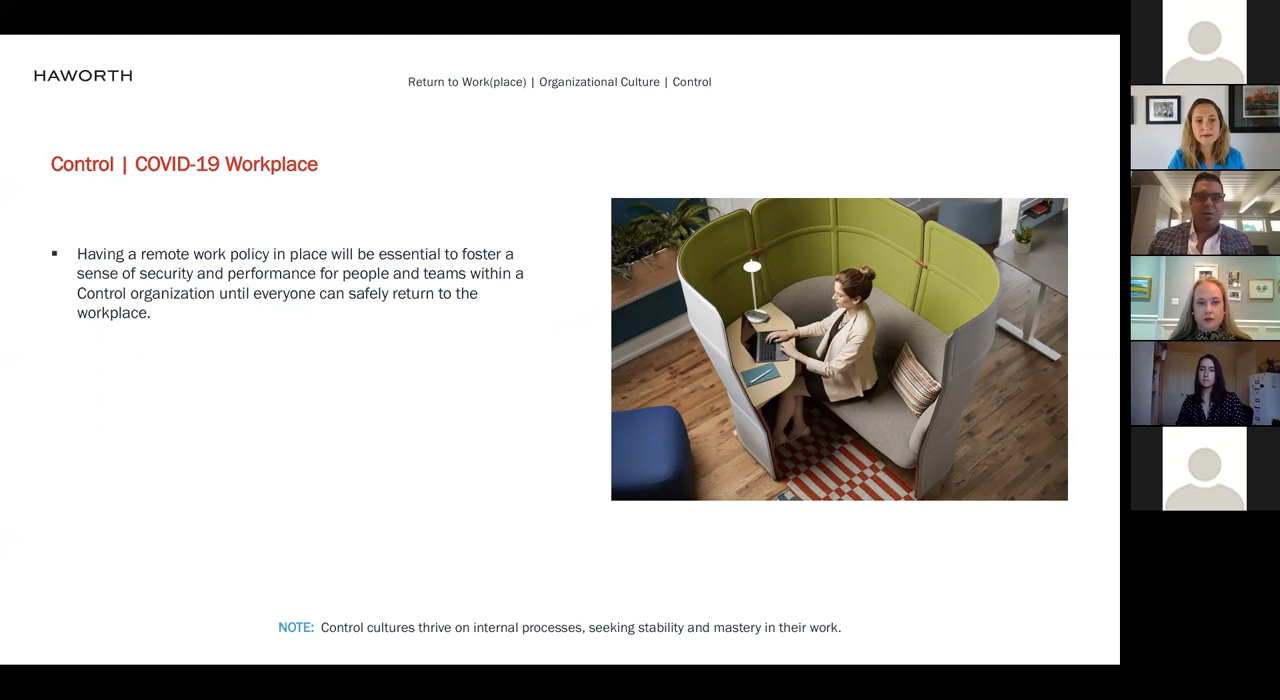 HAWORTH
Return to Work(place) | Organizational Culture | Control
Control | COVID-19 Workplace
▪ Having a remote work policy in place will be essential to foster a
sense of security and performance for people and teams within a
Control organization until everyone can safely return to the
workplace.
NOTE: Control cultures thrive on internal processes, seeking stability and mastery in their work.